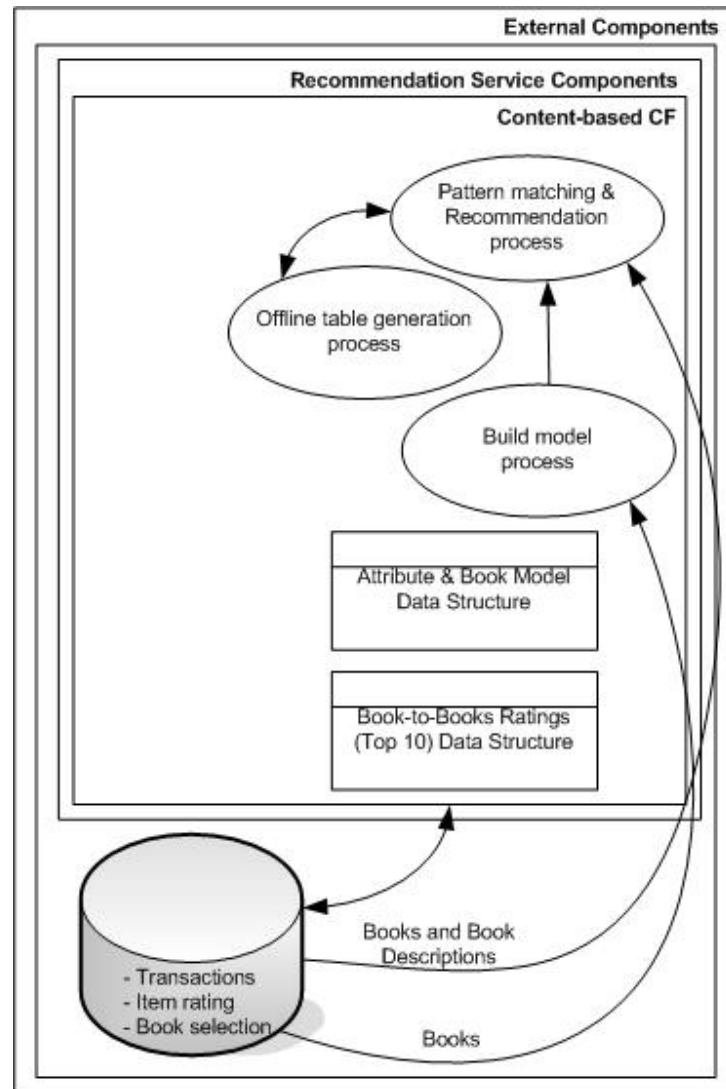 External Components
Recommendation Service Components
Content-based CF
Pattern matching &
Recommendation
process
Offline table generation
process
Build model
process
Attribute & Book Model
Data Structure
Book-to-Books Ratings
(Top 10) Data Structure
- Transactions
- Item rating
- Book selection
Books and Book
Descriptions
Books